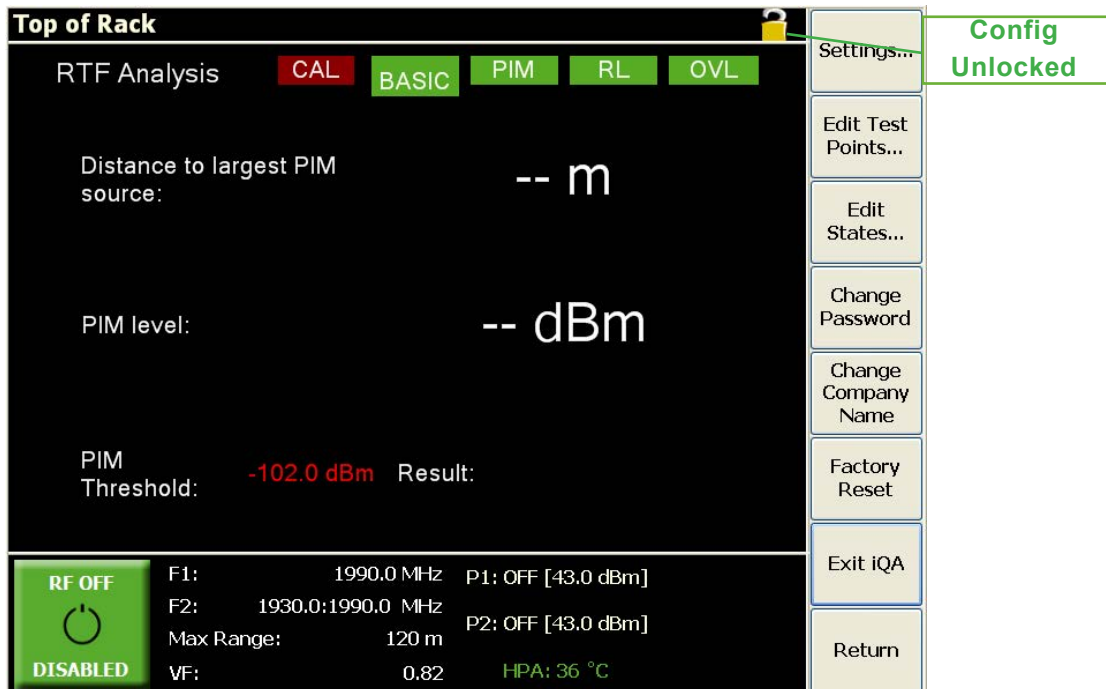 Top of Rack
Config
Unlocked
RTF Analysis CAL BASIC PIM RL OVL
Distance to largest PIM
source:
-- m
PIM level:
-- dBm
PIM
Threshold:
-102.0 dBm Result:
RF OFF
DISABLED
F1: 1990.0 MHz
F2: 1930.0:1990.0 MHz
Max Range: 120 m
VF: 0.82
P1: OFF [43.0 dBm]
P2: OFF [43.0 dBm]
HPA: 36 °C
Settings...
Edit Test
Points...
Edit
States...
Change
Password
Change
Company
Name
Factory
Reset
Exit iQA
Return